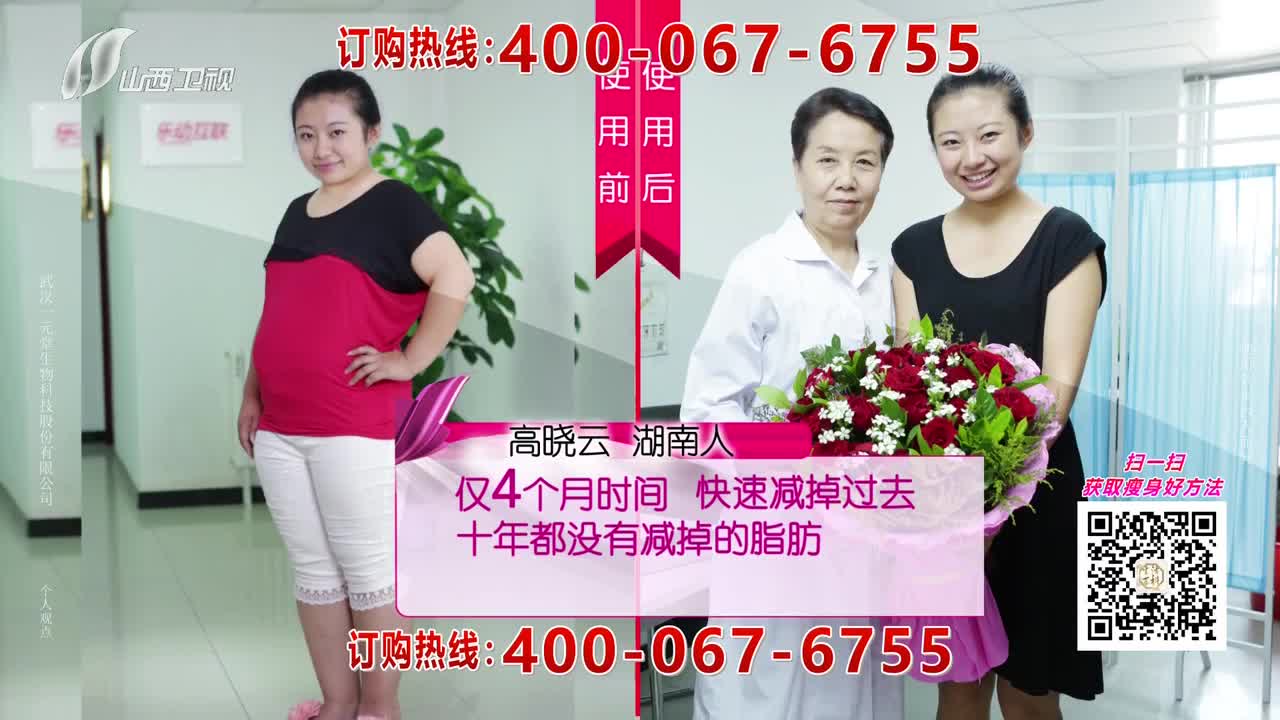 订购热线：400-067-6755
山西卫视
乐动互联
使用前
使用后
武汉一元堂生物科技股份有限公司
个人观点
高晓云 湖南人
仅4个月时间 快速减掉过去
十年都没有减掉的脂肪
扫一扫
获取瘦身好方法
订购热线：400-067-6755